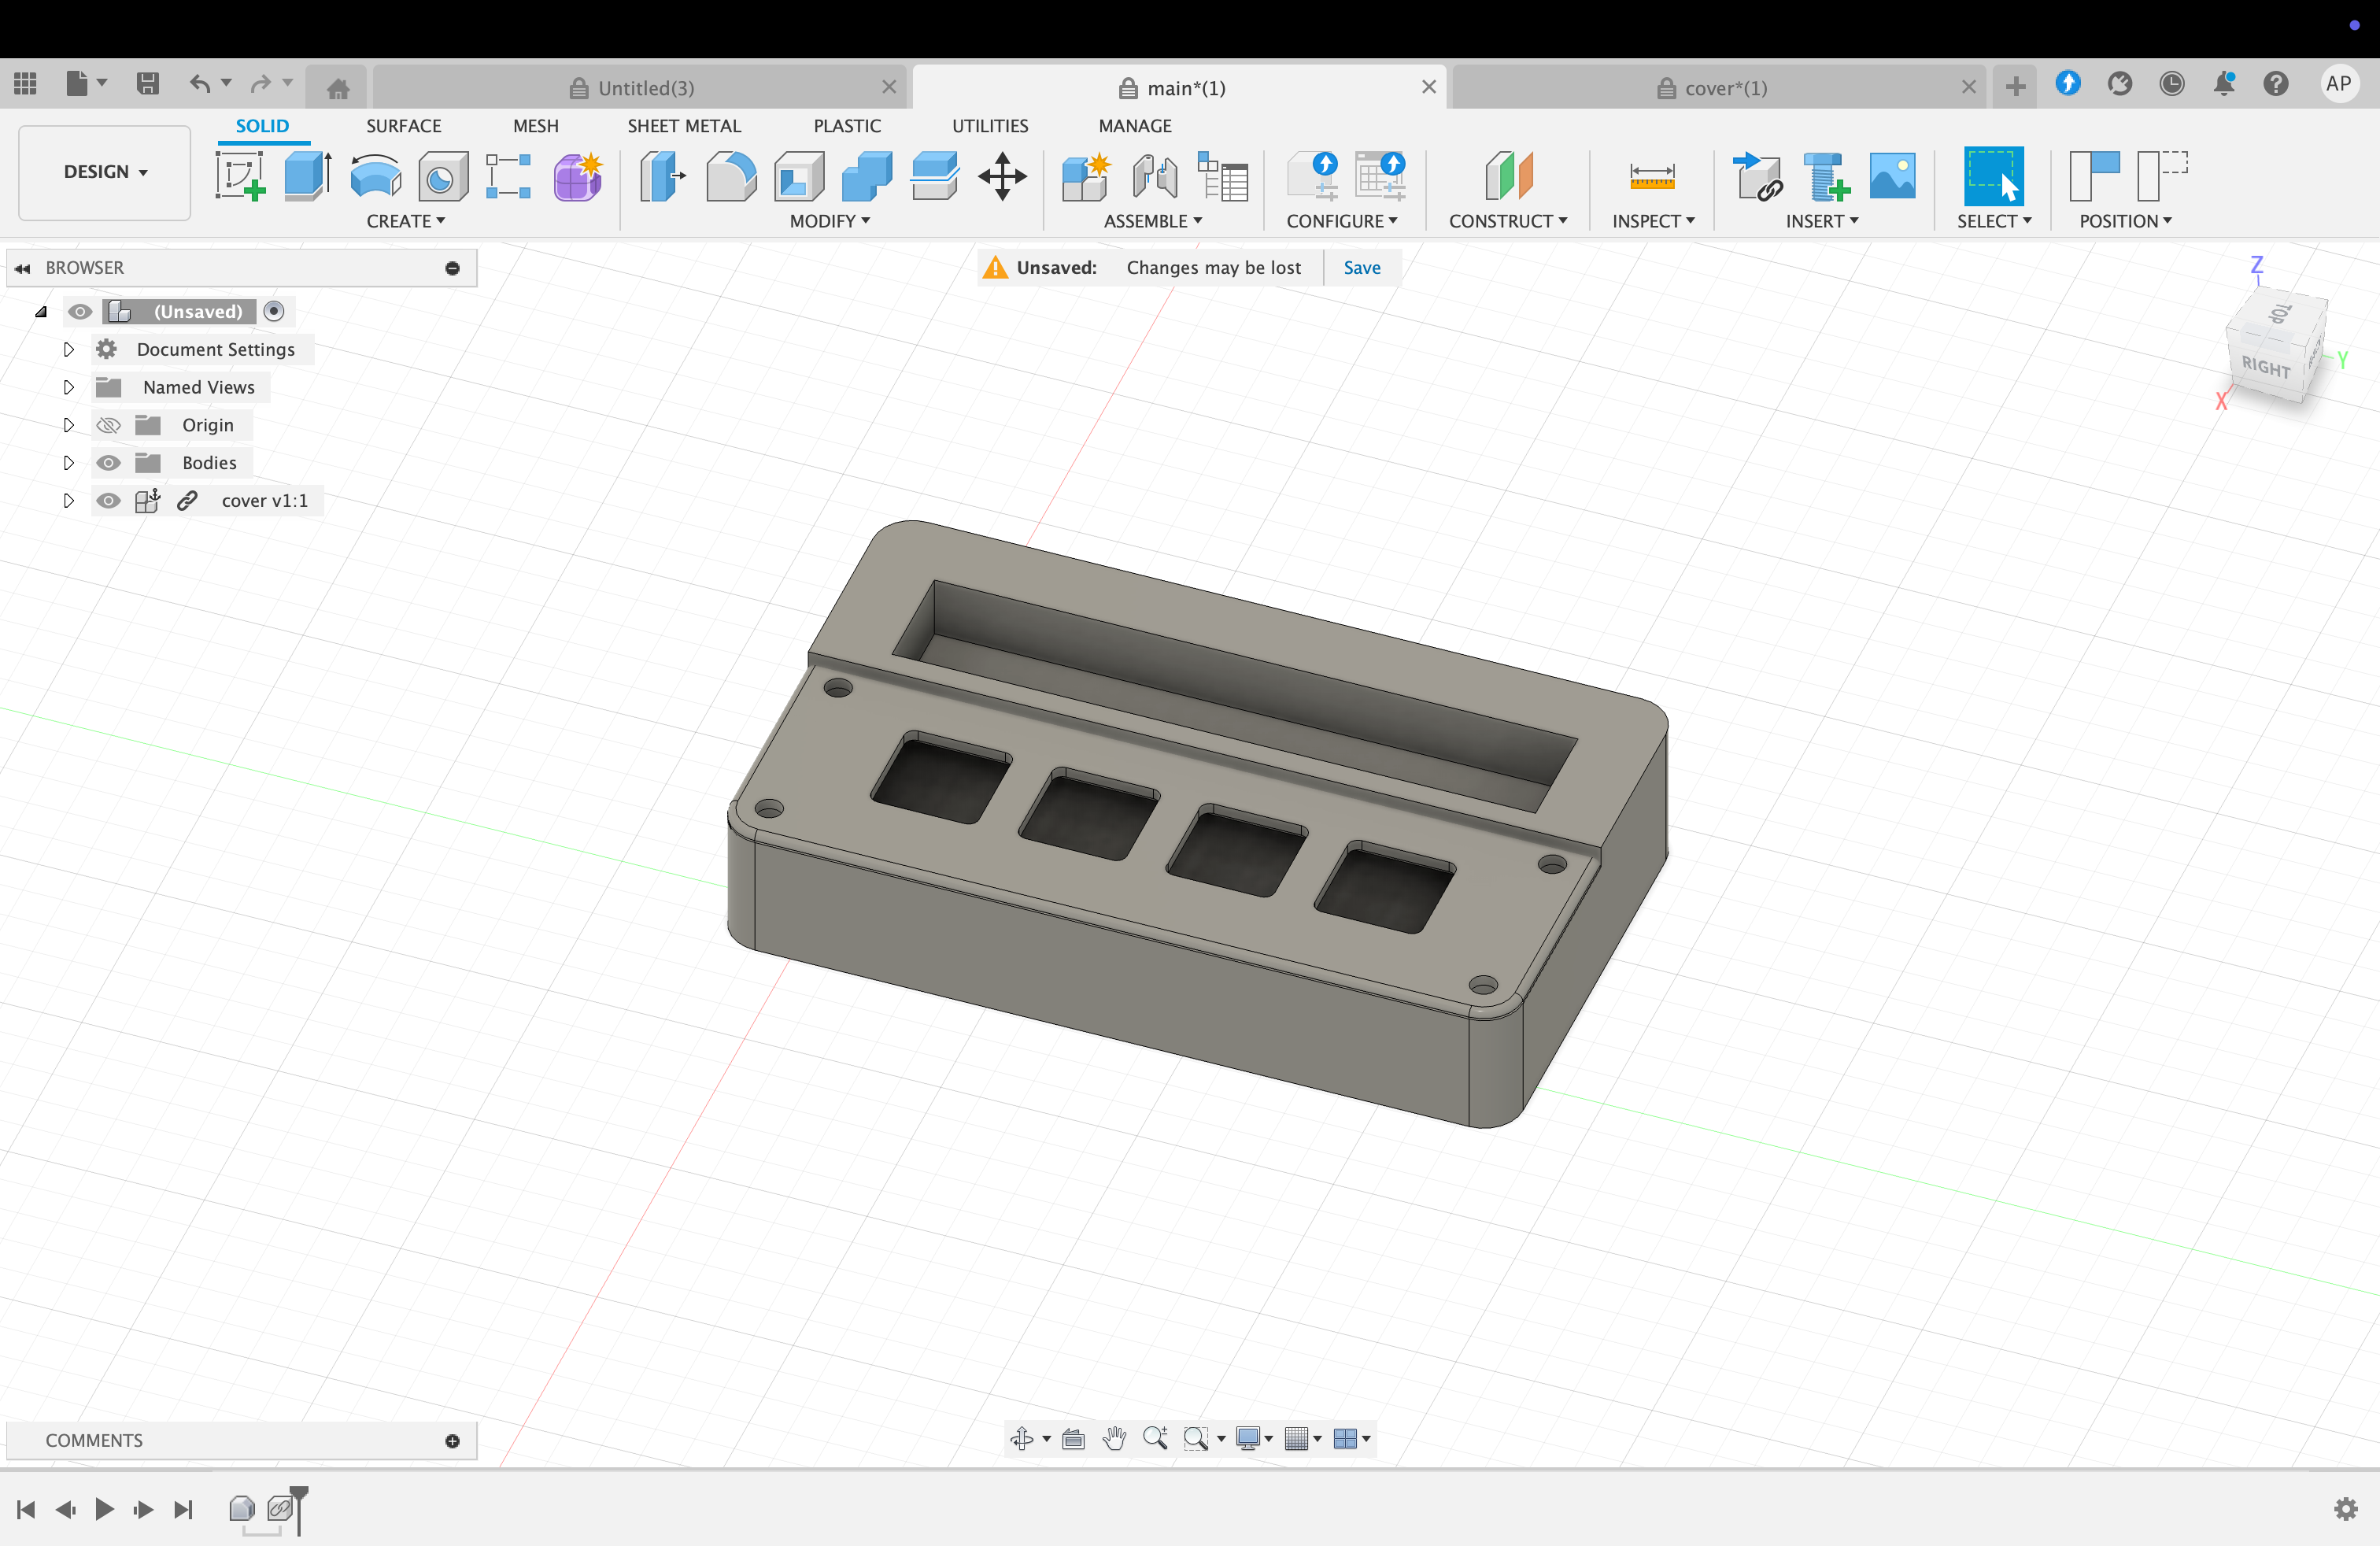 Untitled(3)
main*(1)
cover*(1)
AP
SOLID
SURFACE
MESH
SHEET METAL
PLASTIC
UTILITIES
MANAGE
DESIGN
CREATE
MODIFY
ASSEMBLE
CONFIGURE
CONSTRUCT
INSPECT
INSERT
SELECT
POSITION
BROWSER
Unsaved: Changes may be lost Save
(Unsaved)
Document Settings
Named Views
Origin
Bodies
cover v1:1
Z
TOP
RIGHT
Y
X
COMMENTS